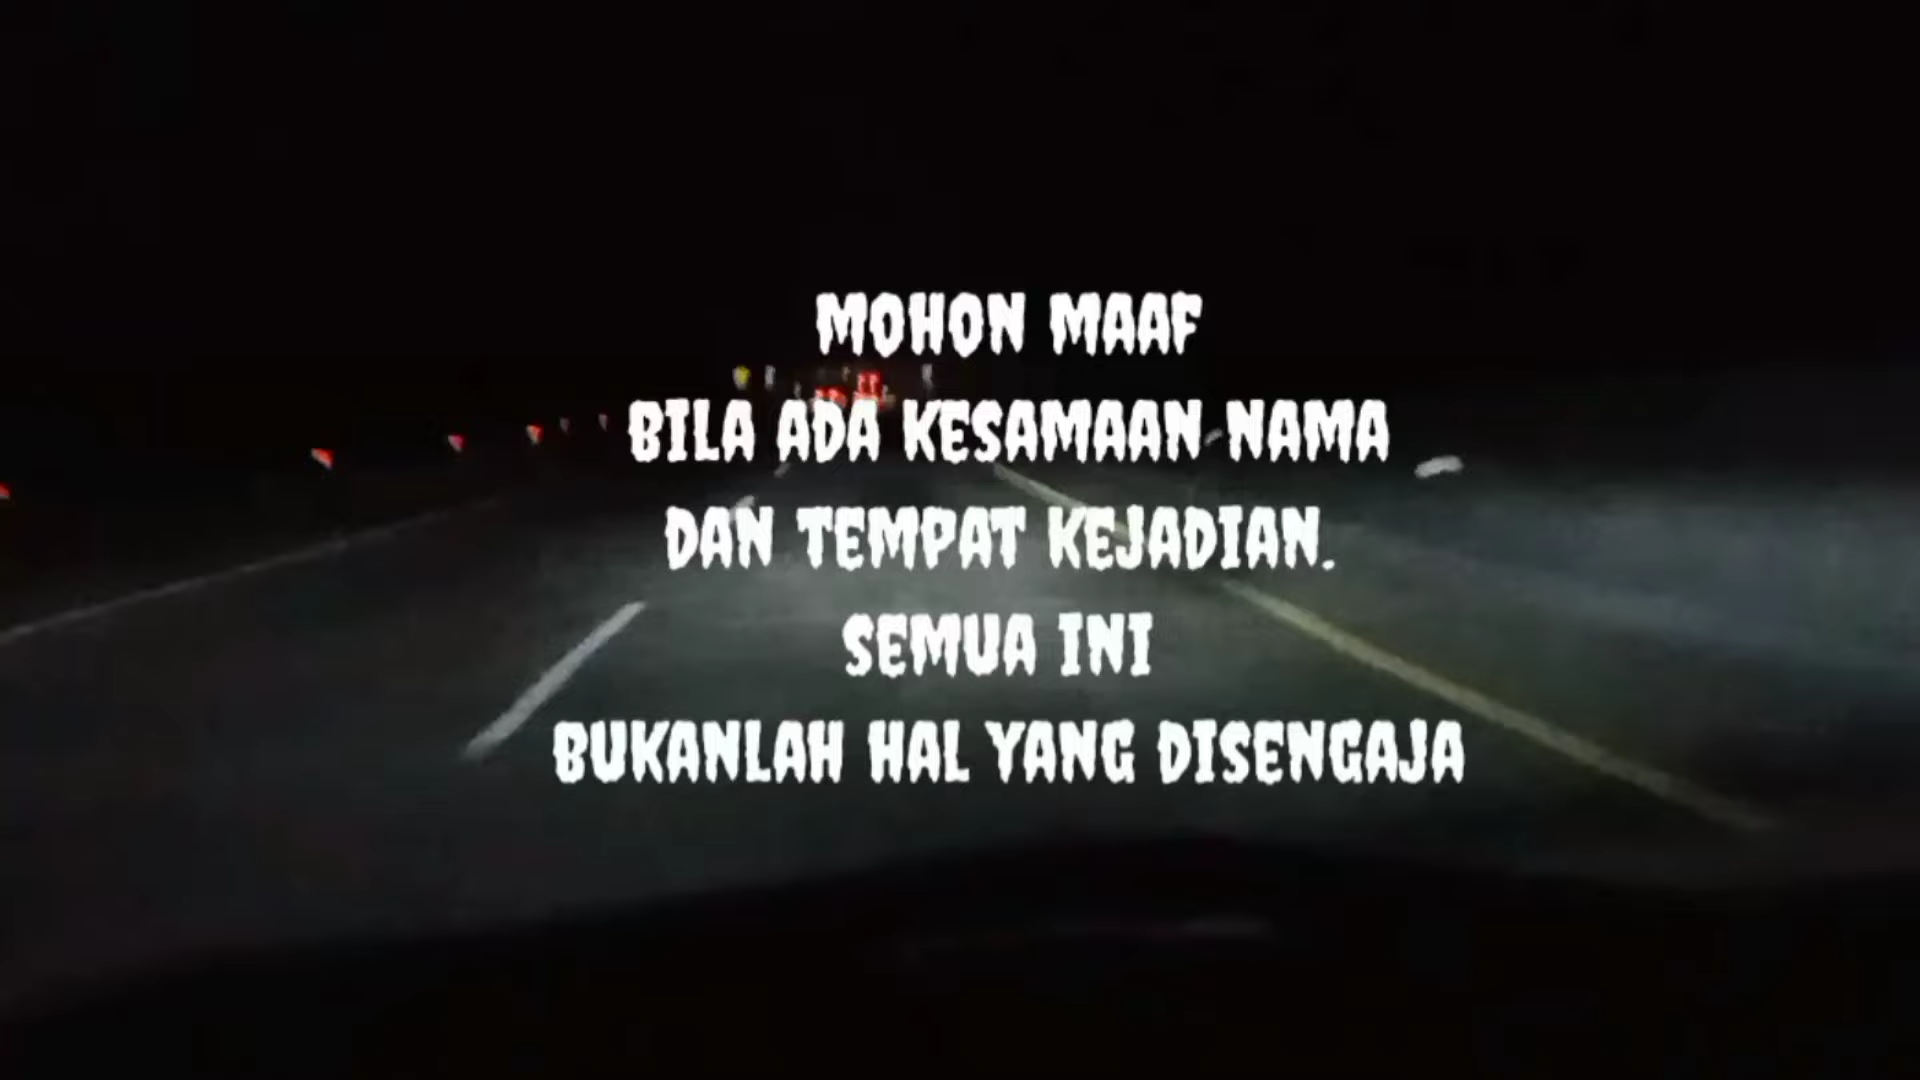 MOHON MAAF
BILA ADA KESAMAAN NAMA
DAN TEMPAT KEJADIAN.
SEMUA INI
BUKANLAH HAL YANG DISENGAJA